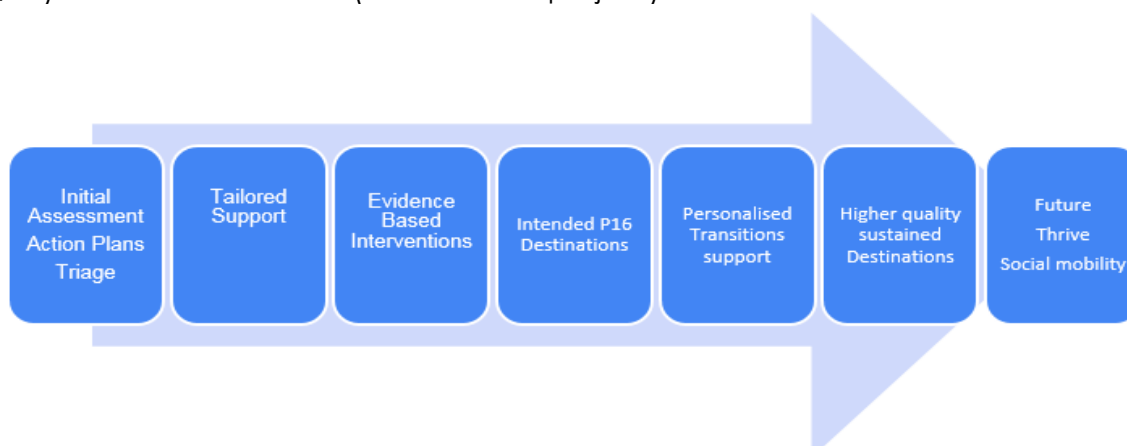 Initial
Assessment
Action Plans
Triage
Tailored
Support
Evidence
Based
Interventions
Intended P16
Destinations
Personalised
Transitions
support
Higher quality
sustained
Destinations
Future
Thrive
Social mobility